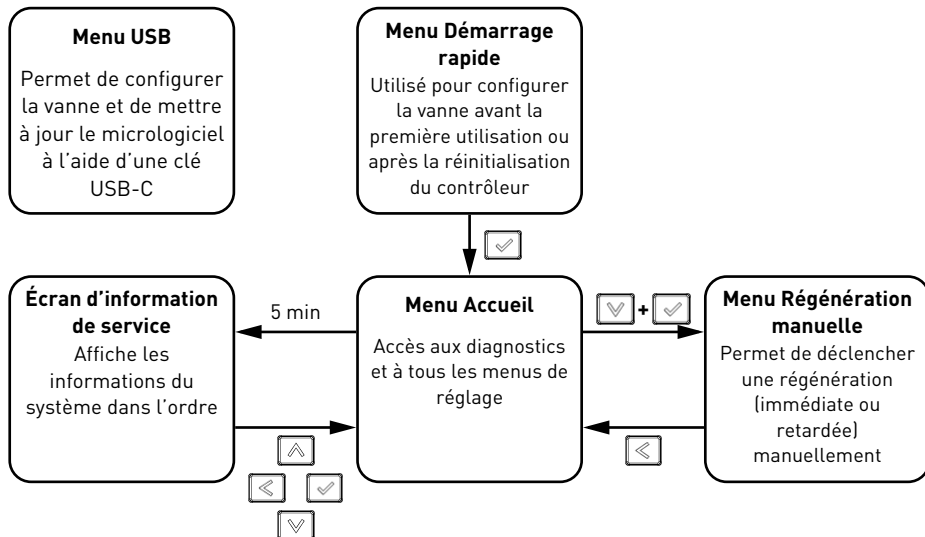 Menu USB
Permet de configurer
la vanne et de mettre
à jour le micrologiciel
à l’aide d’une clé
USB-C
Menu Démarrage
rapide
Utilisé pour configurer
la vanne avant la
première utilisation ou
après la réinitialisation
du contrôleur
Écran d’information
de service
Affiche les
informations du
système dans l’ordre
5 min
Menu Accueil
Accès aux diagnostics
et à tous les menus de
réglage
+
Menu Régénération
manuelle
Permet de déclencher
une régénération
(immédiate ou
retardée)
manuellement